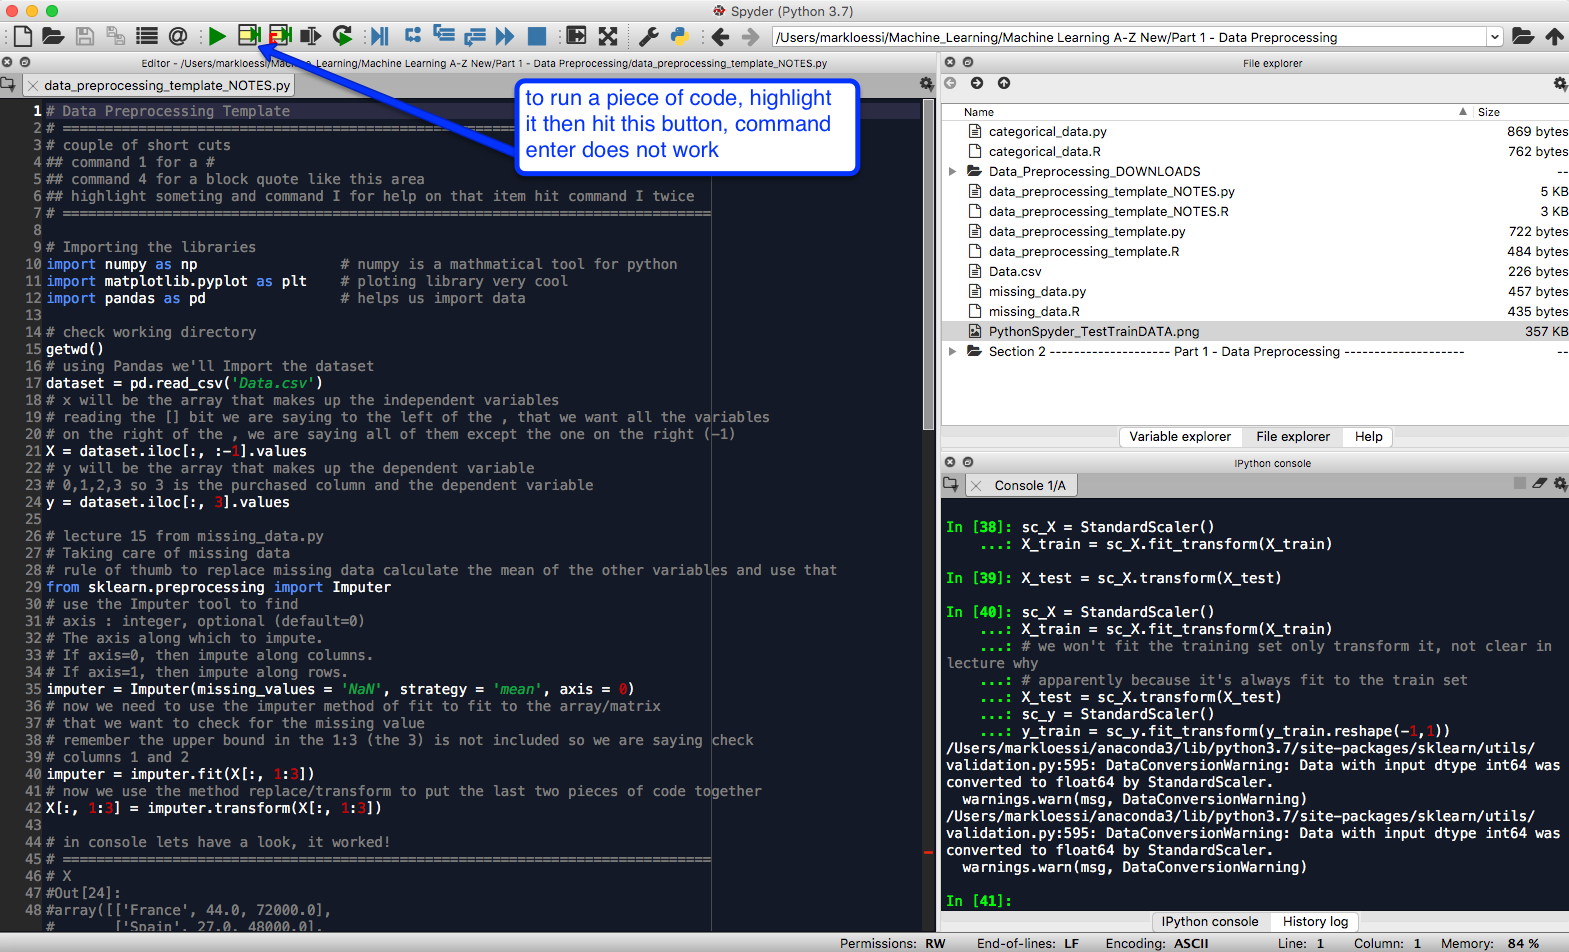 Spyder (Python 3.7)
/Users/markloessi/Machine_Learning/Machine Learning A-Z New/Part 1 - Data Preprocessing
Editor - /Users/markloessi/Machine_Learning/Machine Learning A-Z New/Part 1 - Data Preprocessing/data_preprocessing_template_NOTES.py
data_preprocessing_template_NOTES.py
to run a piece of code, highlight
it then hit this button, command
enter does not work
1 # Data Preprocessing Template
2 # =============================================================================
3 # couple of short cuts
4 ## command 1 for a #
5 ## command 4 for a block quote like this area
6 ## highlight someting and command I for help on that item hit command I twice
7 # =============================================================================
8
9 # Importing the libraries
10 import numpy as np                 # numpy is a mathmatical tool for python
11 import matplotlib.pyplot as plt    # ploting library very cool
12 import pandas as pd                # helps us import data
13
14 # check working directory
15 getwd()
16 # using Pandas we'll Import the dataset
17 dataset = pd.read_csv('Data.csv')
18 # x will be the array that makes up the independent variables
19 # reading the [] bit we are saying to the left of the , that we want all the variables
20 # on the right of the , we are saying all of them except the one on the right (-1)
21 X = dataset.iloc[:, :-1].values
22 # y will be the array that makes up the dependent variable
23 # 0,1,2,3 so 3 is the purchased column and the dependent variable
24 y = dataset.iloc[:, 3].values
25
26 # lecture 15 from missing_data.py
27 # Taking care of missing data
28 # rule of thumb to replace missing data calculate the mean of the other variables and use that
29 from sklearn.preprocessing import Imputer
30 # use the Imputer tool to find
31 # axis : integer, optional (default=0)
32 # The axis along which to impute.
33 # If axis=0, then impute along columns.
34 # If axis=1, then impute along rows.
35 imputer = Imputer(missing_values = 'NaN', strategy = 'mean', axis = 0)
36 # now we need to use the imputer method of fit to fit to the array/matrix
37 # that we want to check for the missing value
38 # remember the upper bound in the 1:3 (the 3) is not included so we are saying check
39 # columns 1 and 2
40 imputer = imputer.fit(X[:, 1:3])
41 # now we use the method replace/transform to put the last two pieces of code together
42 X[:, 1:3] = imputer.transform(X[:, 1:3])
43
44 # in console lets have a look, it worked!
45 # =============================================================================
46 # X
47 #Out[24]:
48 #array([['France', 44.0, 72000.0],
#       ['Spain', 27.0, 48000.0],
File explorer
Name Size
categorical_data.py 869 bytes
categorical_data.R 762 bytes
Data_Preprocessing_DOWNLOADS --
data_preprocessing_template_NOTES.py 5 KB
data_preprocessing_template_NOTES.R 3 KB
data_preprocessing_template.py 722 bytes
data_preprocessing_template.R 484 bytes
Data.csv 226 bytes
missing_data.py 457 bytes
missing_data.R 435 bytes
PythonSpyder_TestTrainDATA.png 357 KB
Section 2 -------------------- Part 1 - Data Preprocessing -------------------- --
Variable explorer File explorer Help
IPython console
Console 1/A
In [38]: sc_X = StandardScaler()
...: X_train = sc_X.fit_transform(X_train)
In [39]: X_test = sc_X.transform(X_test)
In [40]: sc_X = StandardScaler()
...: X_train = sc_X.fit_transform(X_train)
...: # we won't fit the training set only transform it, not clear in
lecture why
...: # apparently because it's always fit to the train set
...: X_test = sc_X.transform(X_test)
...: sc_y = StandardScaler()
...: y_train = sc_y.fit_transform(y_train.reshape(-1,1))
/Users/markloessi/anaconda3/lib/python3.7/site-packages/sklearn/utils/
validation.py:595: DataConversionWarning: Data with input dtype int64 was
converted to float64 by StandardScaler.
warnings.warn(msg, DataConversionWarning)
/Users/markloessi/anaconda3/lib/python3.7/site-packages/sklearn/utils/
validation.py:595: DataConversionWarning: Data with input dtype int64 was
converted to float64 by StandardScaler.
warnings.warn(msg, DataConversionWarning)
In [41]:
IPython console History log
Permissions: RW End-of-lines: LF Encoding: ASCII Line: 1 Column: 1 Memory: 84 %